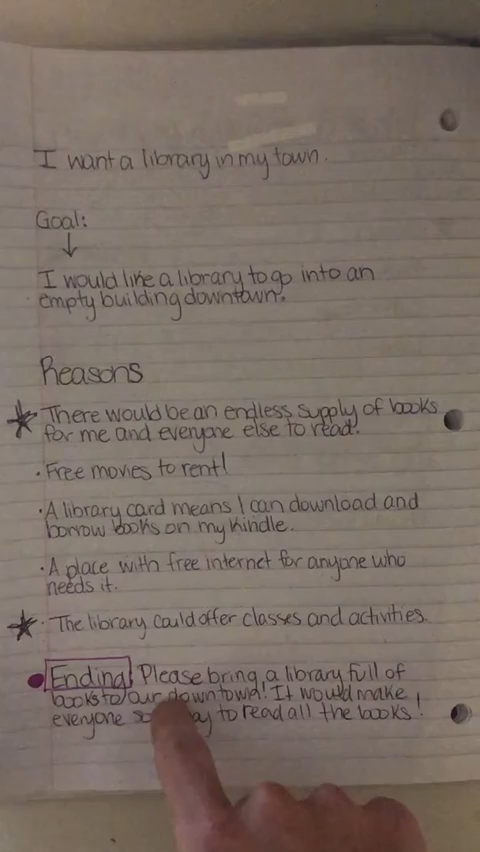 I want a library in my town.
Goal:
↓
I would like a library to go into an
empty building downtown.
Reasons
★ There would be an endless supply of books
for me and everyone else to read.
· Free movies to rent!
· A library card means I can download and
borrow books on my Kindle.
· A place with free internet for anyone who
needs it.
★ · The library could offer classes and activities.
● Ending Please bring a library full of
books to our downtown! It would make
everyone to read all the books!